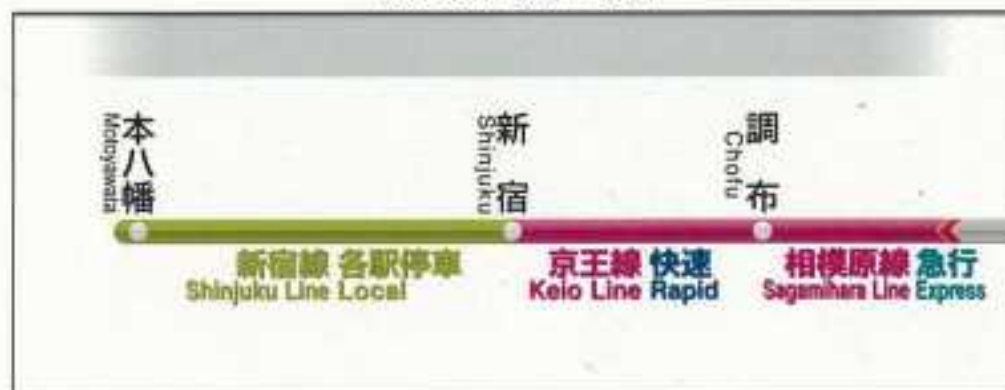 本八幡
Motoyawata
新宿
Shinjuku
調布
Chofu
新宿線 各駅停車
Shinjuku Line Local
京王線 快速
Keio Line Rapid
相模原線 急行
Sagamihara Line Express